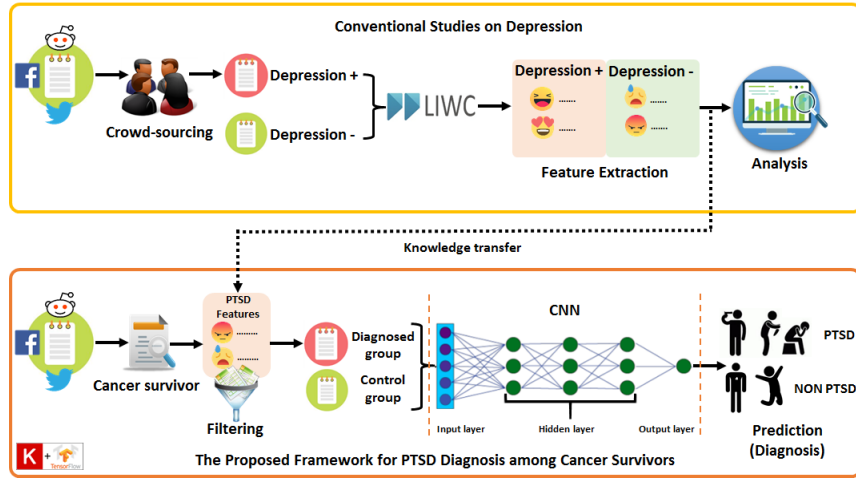 Conventional Studies on Depression
Crowd-sourcing
Depression +
Depression -
LIWC
Depression +
Depression -
.......
.......
.......
.......
Feature Extraction
Analysis
Knowledge transfer
Cancer survivor
PTSD
Features
.........
.........
Filtering
Diagnosed
group
Control
group
CNN
Input layer
Hidden layer
Output layer
PTSD
NON PTSD
Prediction
(Diagnosis)
K + TensorFlow
The Proposed Framework for PTSD Diagnosis among Cancer Survivors